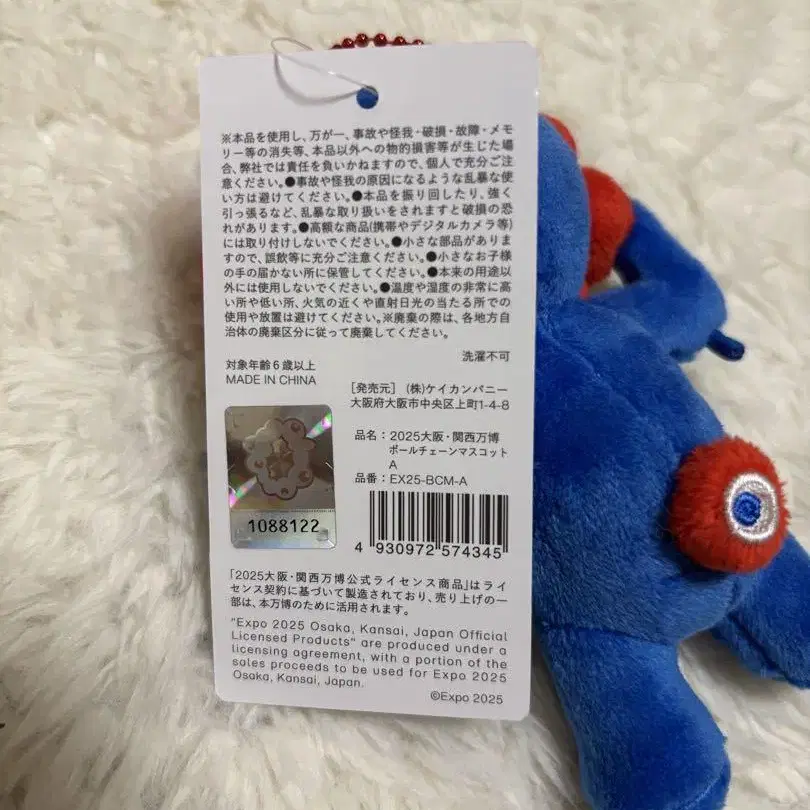 ※本品を使用し、万が一、事故や怪我・破損・故障・メモ
リー等の消失等、本品以外への物的損害等が生じた場
合、弊社では責任を負いかねますので、個人で充分ご注
意ください。●事故や怪我の原因になるような乱暴な使
い方は避けてください。●本品を振り回したり、強く
引っ張るなど、乱暴な取り扱いをされますと破損の恐
れがあります。●高額な商品(携帯やデジタルカメラ等)
には取り付けしないでください。●小さな部品がありま
すので、誤飲等に充分ご注意ください。●小さなお子様
の手の届かない所に保管してください。●本来の用途以
外には使用しないでください。●温度や湿度の非常に高
い所や低い所、火気の近くや直射日光の当たる所での
使用や放置は避けてください。※廃棄の際は、各地方自
治体の廃棄区分に従って廃棄してください。
洗濯不可
対象年齢6歳以上
MADE IN CHINA
[発売元] (株)ケイカンパニー
大阪府大阪市中央区上町1-4-8
品名:2025大阪・関西万博
ボールチェーンマスコット
A
品番:EX25-BCM-A
1088122
4 930972 574345
「2025大阪・関西万博公式ライセンス商品」はライ
センス契約に基づいて製造されており、売り上げの一
部は、本万博のために活用されます。
"Expo 2025 Osaka, Kansai, Japan Official
Licensed Products" are produced under a
licensing agreement, with a portion of the
sales proceeds to be used for Expo 2025
Osaka, Kansai, Japan.
©Expo 2025